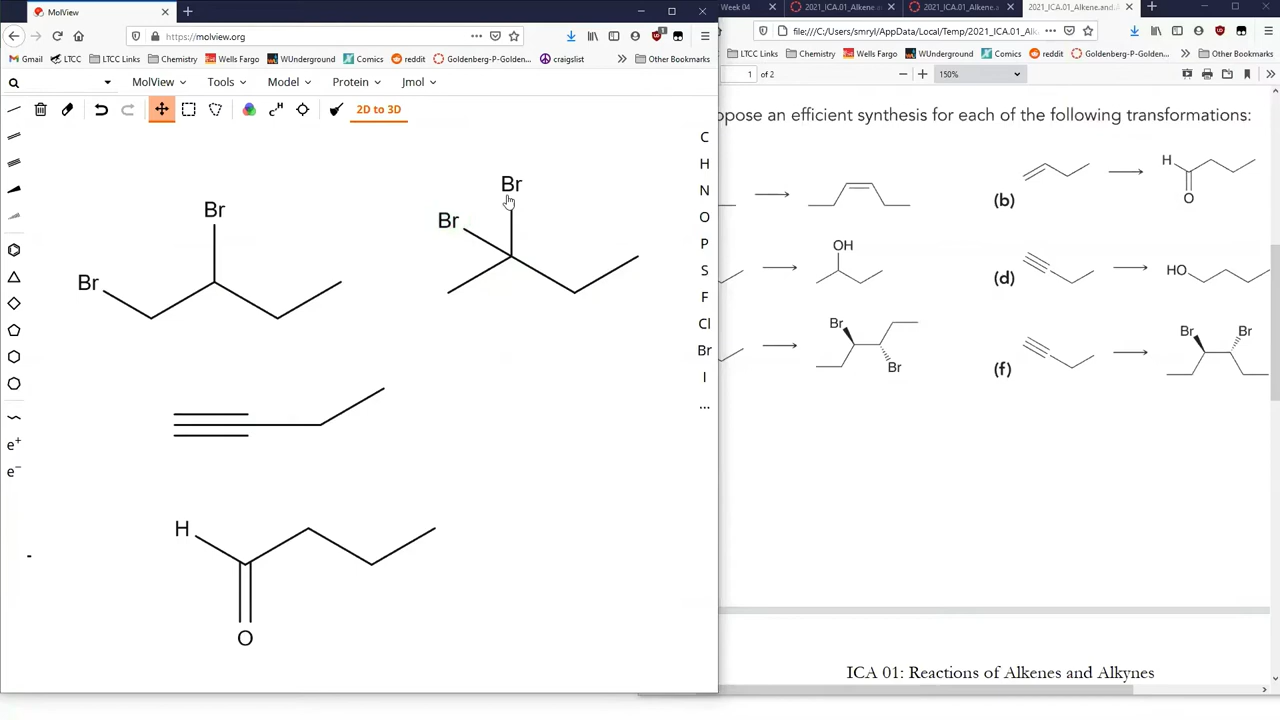 MolView
https://molview.org
Gmail LTCC LTCC Links Chemistry Wells Fargo WUnderground Comics reddit Goldenberg-P-Golden... craigslist Other Bookmarks
MolView Tools Model Protein Jmol
2D to 3D
C
H
N
O
P
S
F
Cl
Br
I
...
e+
e−
Br
Br
Br
Br
H
O
Week 04
2021_ICA.01_Alkene
2021_ICA.01_Alkene.an
2021_ICA.01_Alkene.and.
file:///C:/Users/smryl/AppData/Local/Temp/2021_ICA.01_Alk
LTCC Links Chemistry Wells Fargo WUnderground Comics reddit Goldenberg-P-Golden... Other Bookmarks
1 of 2
150%
opose an efficient synthesis for each of the following transformations:
(b)
H
O
OH
(d)
HO
Br
Br
(f)
Br
Br
ICA 01: Reactions of Alkenes and Alkynes